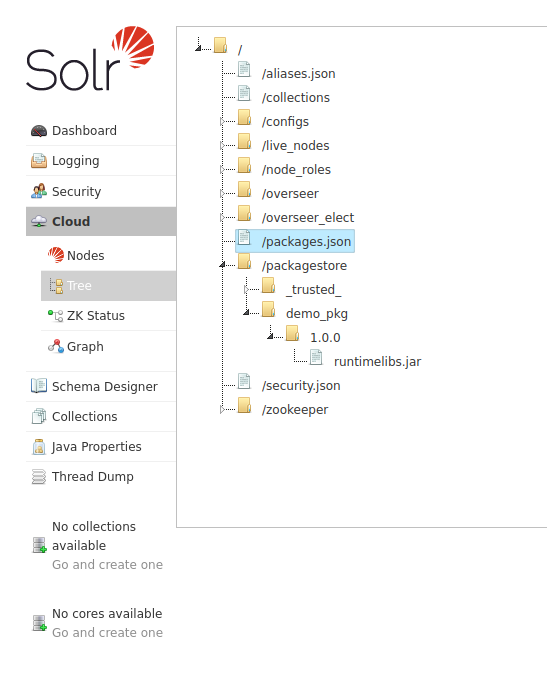 Solr
Dashboard
Logging
Security
Cloud
Nodes
Tree
ZK Status
Graph
Schema Designer
Collections
Java Properties
Thread Dump
No collections
available
Go and create one
No cores available
Go and create one
/
/aliases.json
/collections
/configs
/live_nodes
/node_roles
/overseer
/overseer_elect
/packages.json
/packagestore
_trusted_
demo_pkg
1.0.0
runtimelibs.jar
/security.json
/zookeeper